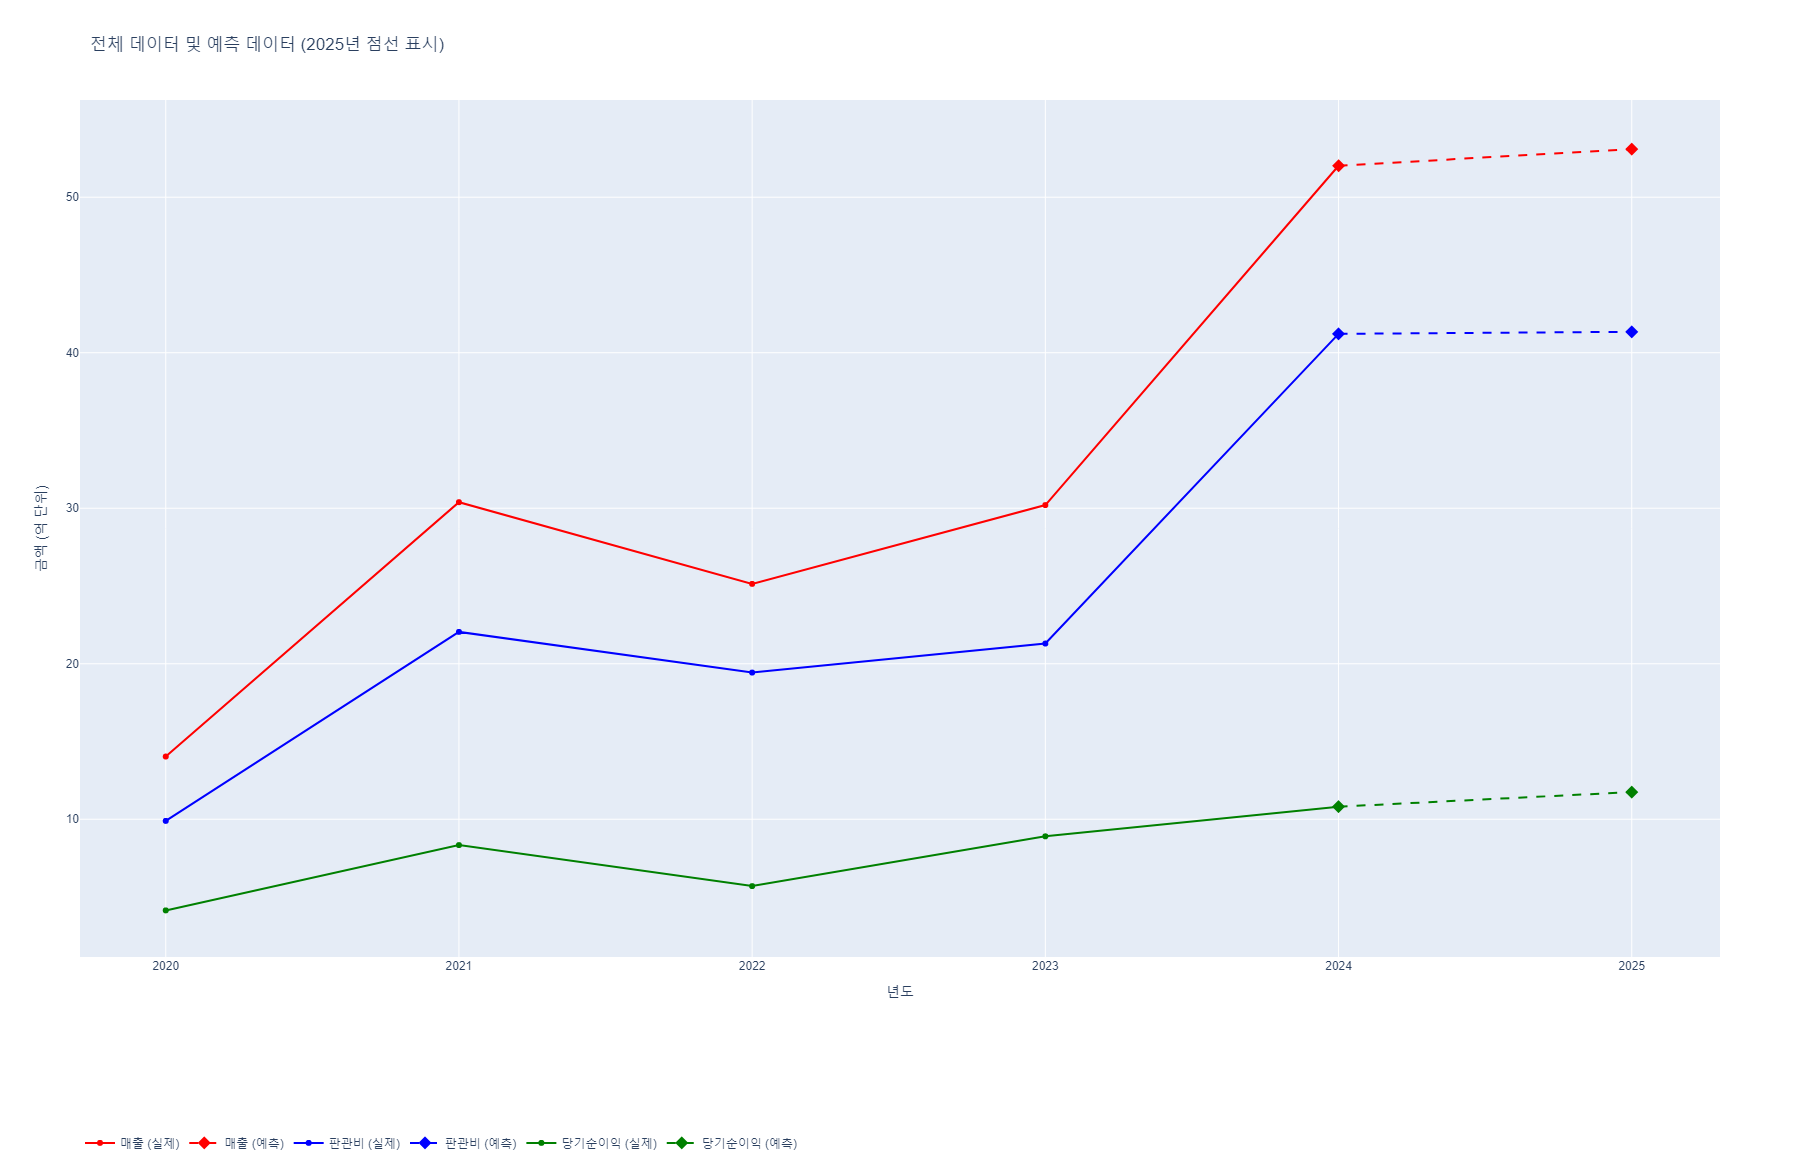 전체 데이터 및 예측 데이터 (2025년 점선 표시)
금액 (억 단위)
50
40
30
20
10
2020 2021 2022 2023 2024 2025
년도
매출 (실제) 매출 (예측) 판관비 (실제) 판관비 (예측) 당기순이익 (실제) 당기순이익 (예측)